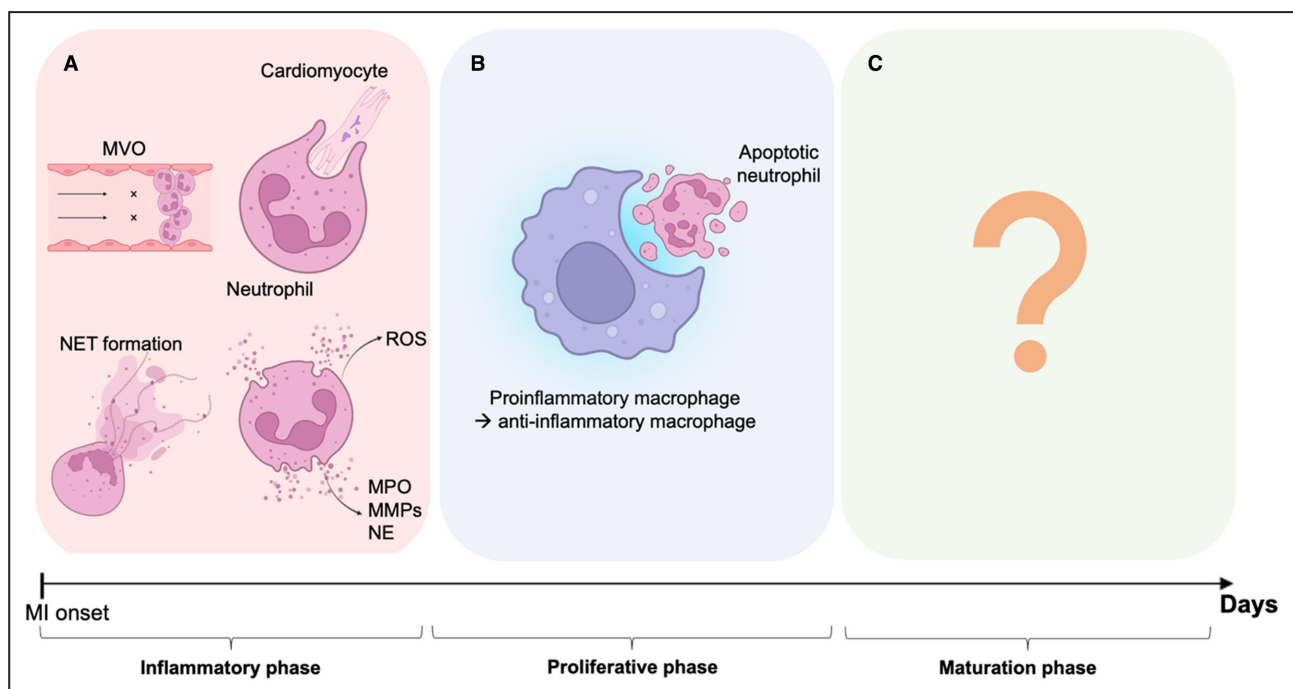 A
Cardiomyocyte
MVO
×
×
Neutrophil
NET formation
ROS
MPO
MMPs
NE
B
Apoptotic
neutrophil
Proinflammatory macrophage
→ anti-inflammatory macrophage
C
?
MI onset
Days
Inflammatory phase
Proliferative phase
Maturation phase